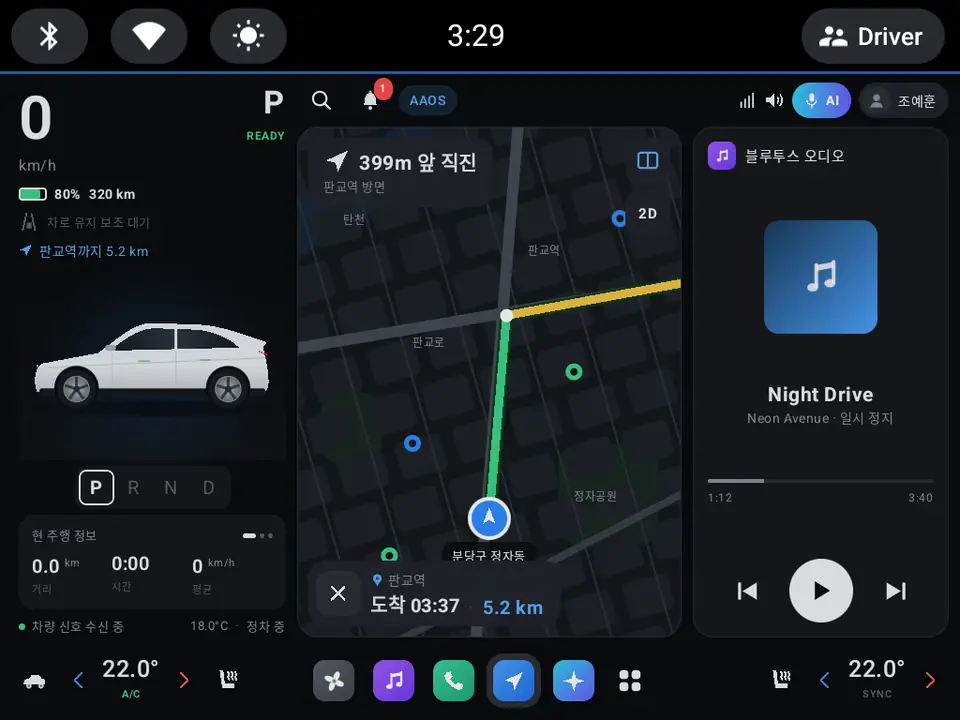 3:29
Driver
0
km/h
P
READY
80% 320 km
차로 유지 보조 대기
판교역까지 5.2 km
P R N D
현 주행 정보
0.0 km
거리
0:00
시간
0 km/h
평균
차량 신호 수신 중
18.0°C · 정차 중
1
AAOS
AI
조예훈
399m 앞 직진
판교역 방면
탄천
2D
판교역
판교로
정자공원
분당구 정자동
판교역
도착 03:37 · 5.2 km
블루투스 오디오
Night Drive
Neon Avenue · 일시 정지
1:12
3:40
22.0°
A/C
22.0°
SYNC